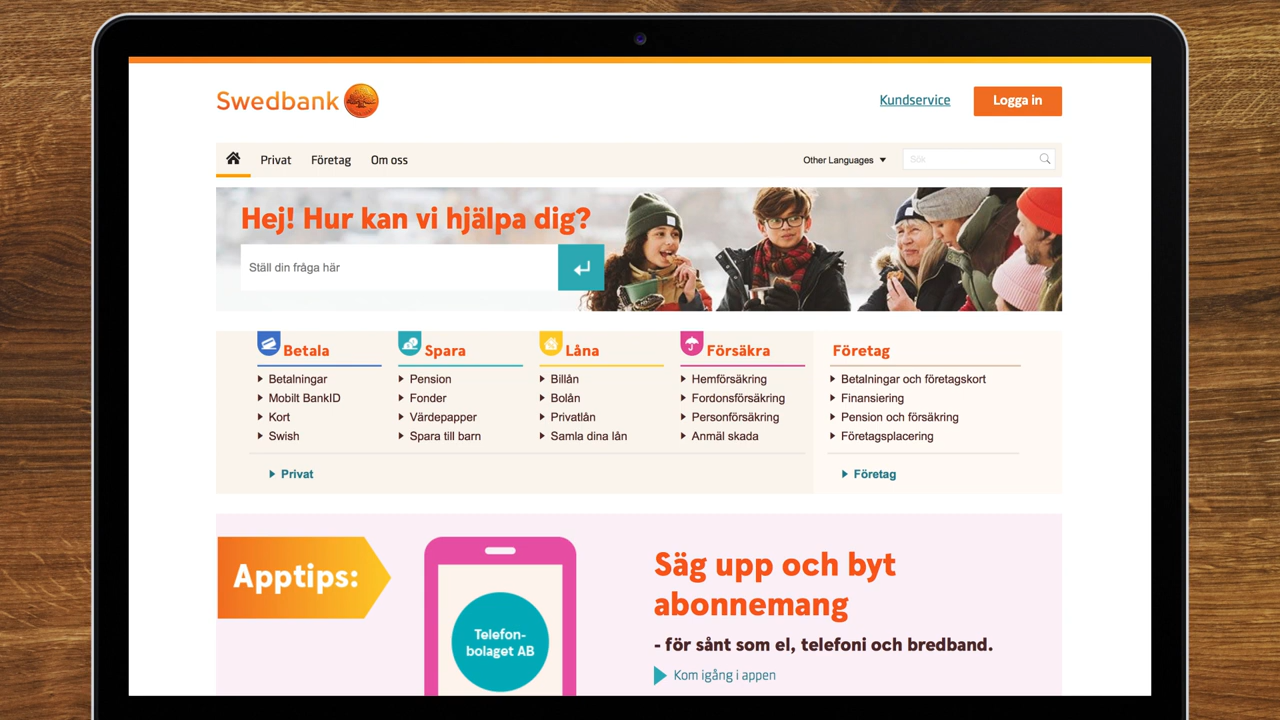 Swedbank
Kundservice
Logga in
Privat
Företag
Om oss
Other Languages
Sök
Hej! Hur kan vi hjälpa dig?
Ställ din fråga här
Betala
Betalningar
Mobilt BankID
Kort
Swish
Spara
Pension
Fonder
Värdepapper
Spara till barn
Låna
Billån
Bolån
Privatlån
Samla dina lån
Försäkra
Hemförsäkring
Fordonsförsäkring
Personförsäkring
Anmäl skada
Privat
Företag
Betalningar och företagskort
Finansiering
Pension och försäkring
Företagsplacering
Företag
Apptips:
Telefon-
bolaget AB
Säg upp och byt
abonnemang
- för sånt som el, telefoni och bredband.
Kom igång i appen